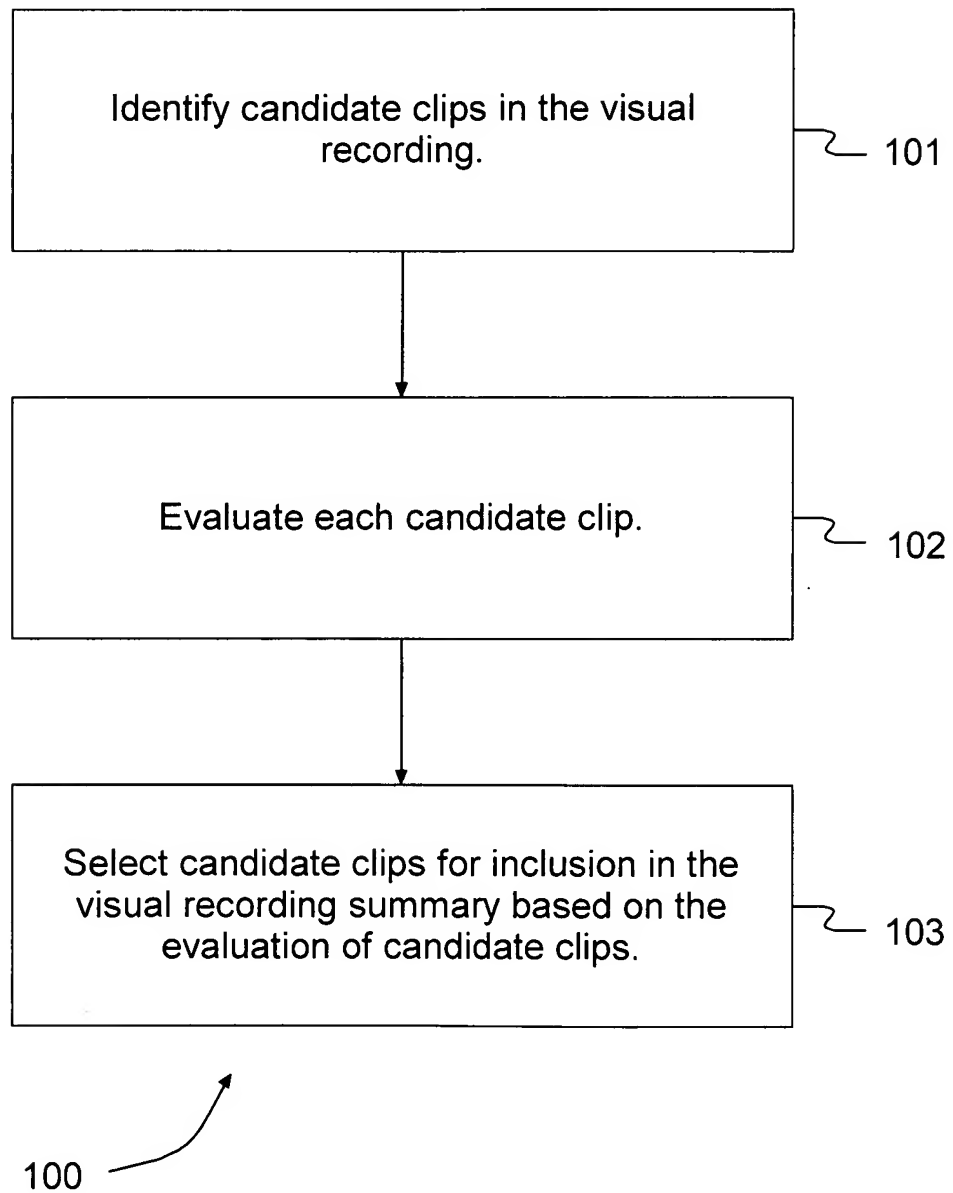 Identify candidate clips in the visual
recording.
101
Evaluate each candidate clip.
102
Select candidate clips for inclusion in the
visual recording summary based on the
evaluation of candidate clips.
103
100